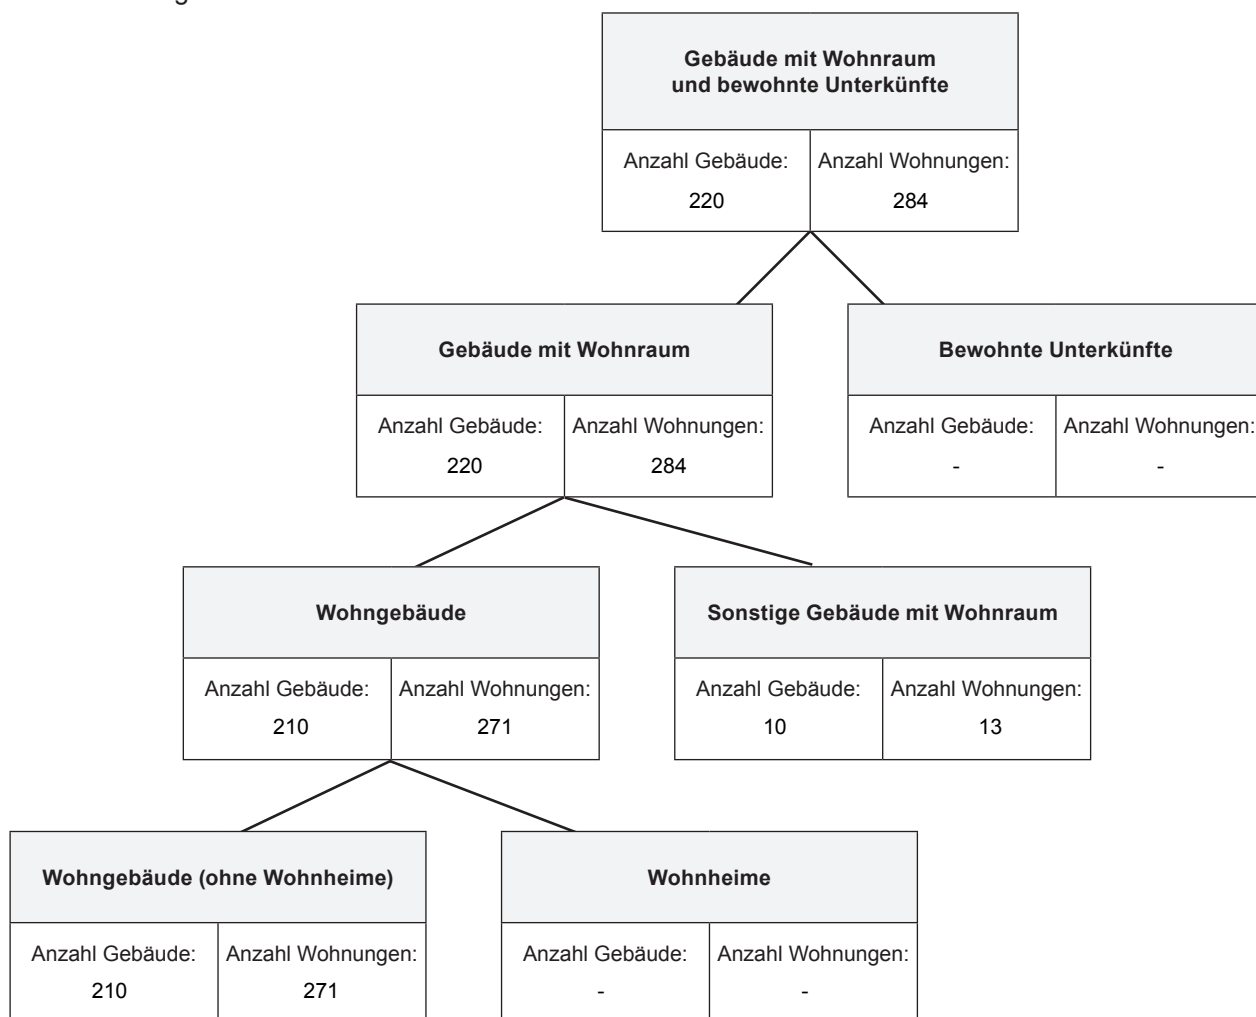 Gebäude mit Wohnraum
und bewohnte Unterkünfte
Anzahl Gebäude: Anzahl Wohnungen:
220 284
Gebäude mit Wohnraum
Bewohnte Unterkünfte
Anzahl Gebäude: Anzahl Wohnungen:
220 284
Anzahl Gebäude: Anzahl Wohnungen:
- -
Wohngebäude
Sonstige Gebäude mit Wohnraum
Anzahl Gebäude: Anzahl Wohnungen:
210 271
Anzahl Gebäude: Anzahl Wohnungen:
10 13
Wohngebäude (ohne Wohnheime)
Wohnheime
Anzahl Gebäude: Anzahl Wohnungen:
210 271
Anzahl Gebäude: Anzahl Wohnungen:
- -